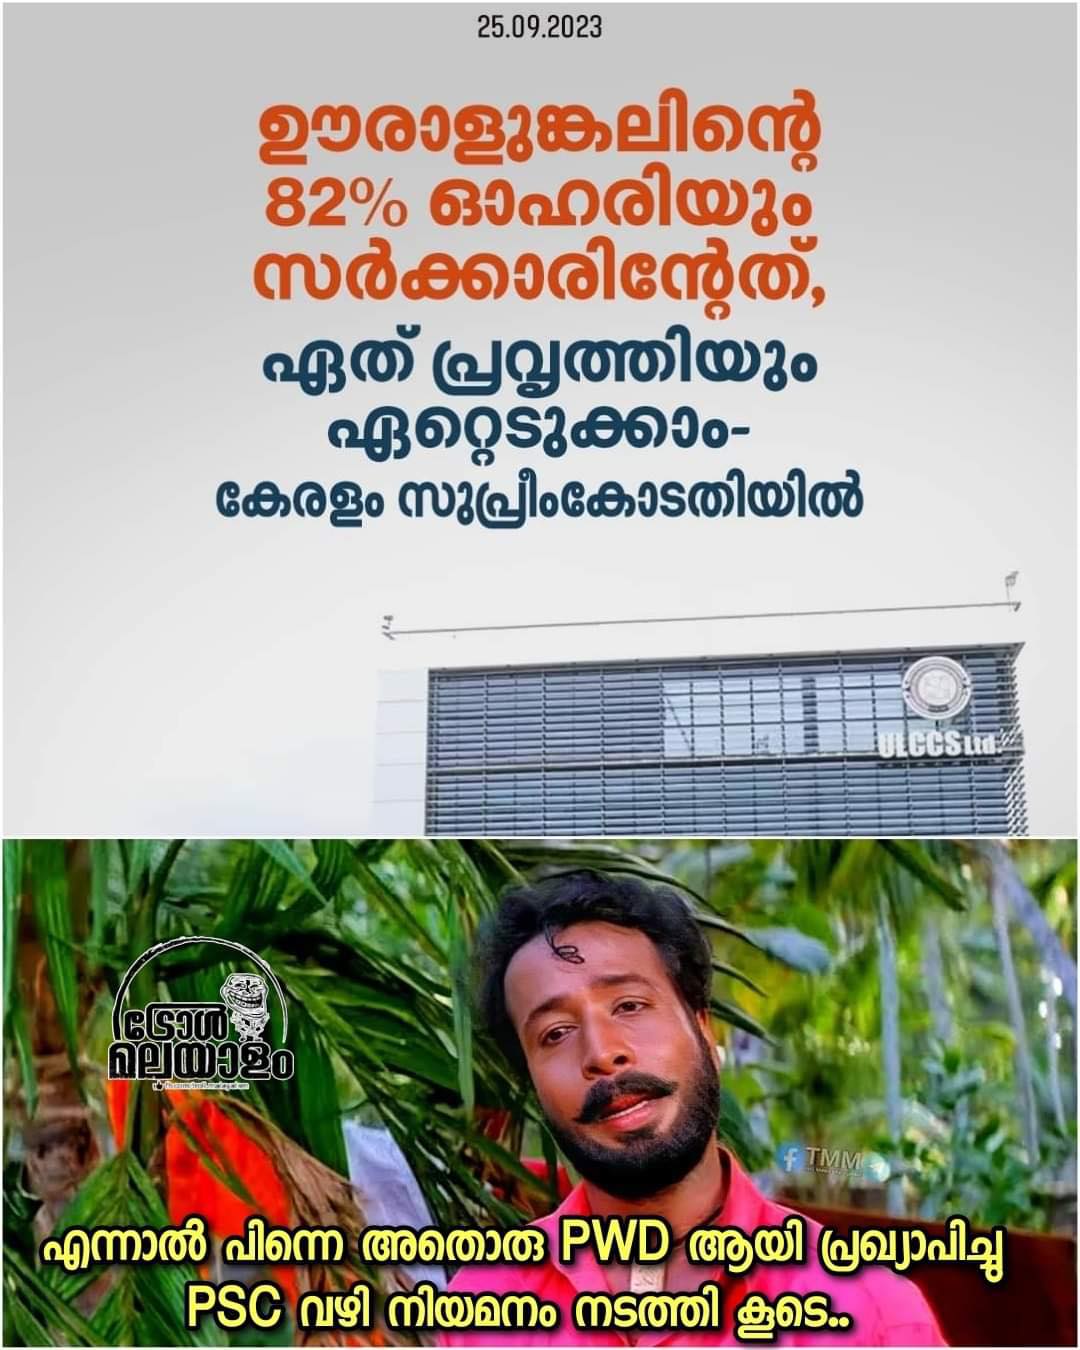 25.09.2023
ഊരാളുങ്കലിന്റെ
82% ഓഹരിയും
സർക്കാരിന്റേത്,
ഏത് പ്രവൃത്തിയും
ഏറ്റെടുക്കാം-
കേരളം സുപ്രീംകോടതിയിൽ
ULCCS Ltd.
ട്രോൾ
മലയാളം
TMM
എന്നാൽ പിന്നെ അതൊരു PWD ആയി പ്രഖ്യാപിച്ചു
PSC വഴി നിയമനം നടത്തി കൂടെ..